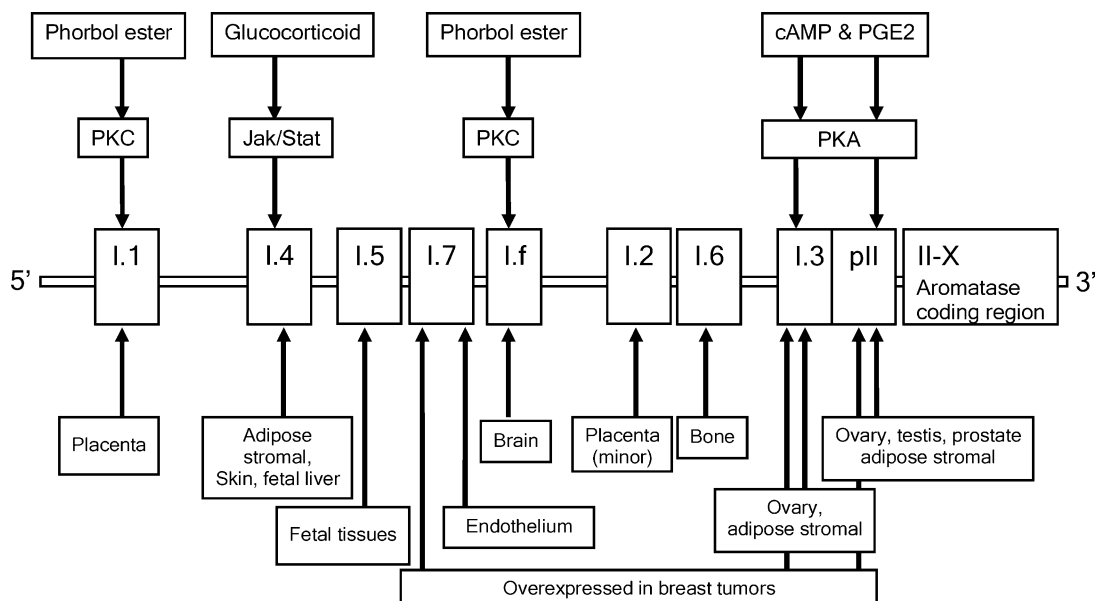 Phorbol ester
Glucocorticoid
Phorbol ester
cAMP & PGE2
PKC
Jak/Stat
PKC
PKA
5’
I.1
I.4
I.5
I.7
I.f
I.2
I.6
I.3
pII
II-X
Aromatase
coding region
3’
Placenta
Adipose
stromal,
Skin, fetal liver
Brain
Placenta
(minor)
Bone
Ovary, testis, prostate
adipose stromal
Fetal tissues
Endothelium
Ovary,
adipose stromal
Overexpressed in breast tumors